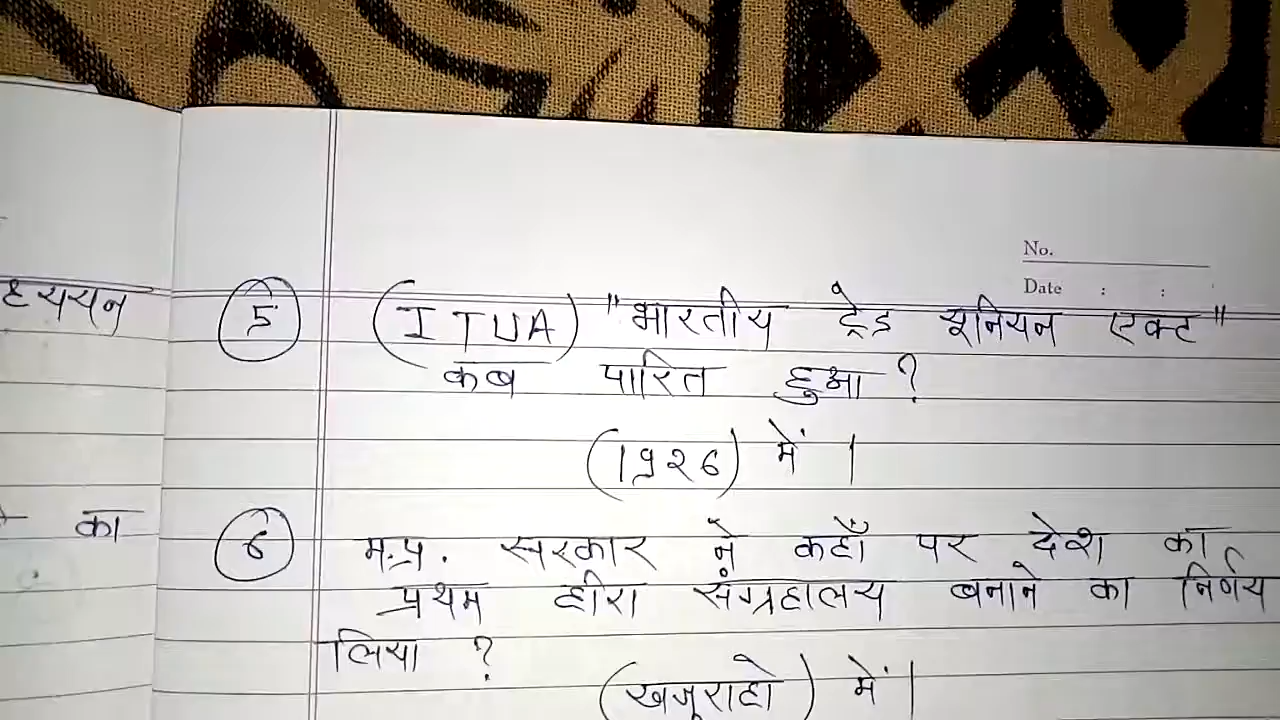 No.
Date : :
ध्ययन
5 (ITUA) "भारतीय ट्रेड यूनियन एक्ट"
कब पारित हुआ ?
(1926) में |
का
6 म.प्र. सरकार ने कहाँ पर देश का
प्रथम हीरा संग्रहालय बनाने का निर्णय
लिया ?
(खजुराहो) में |